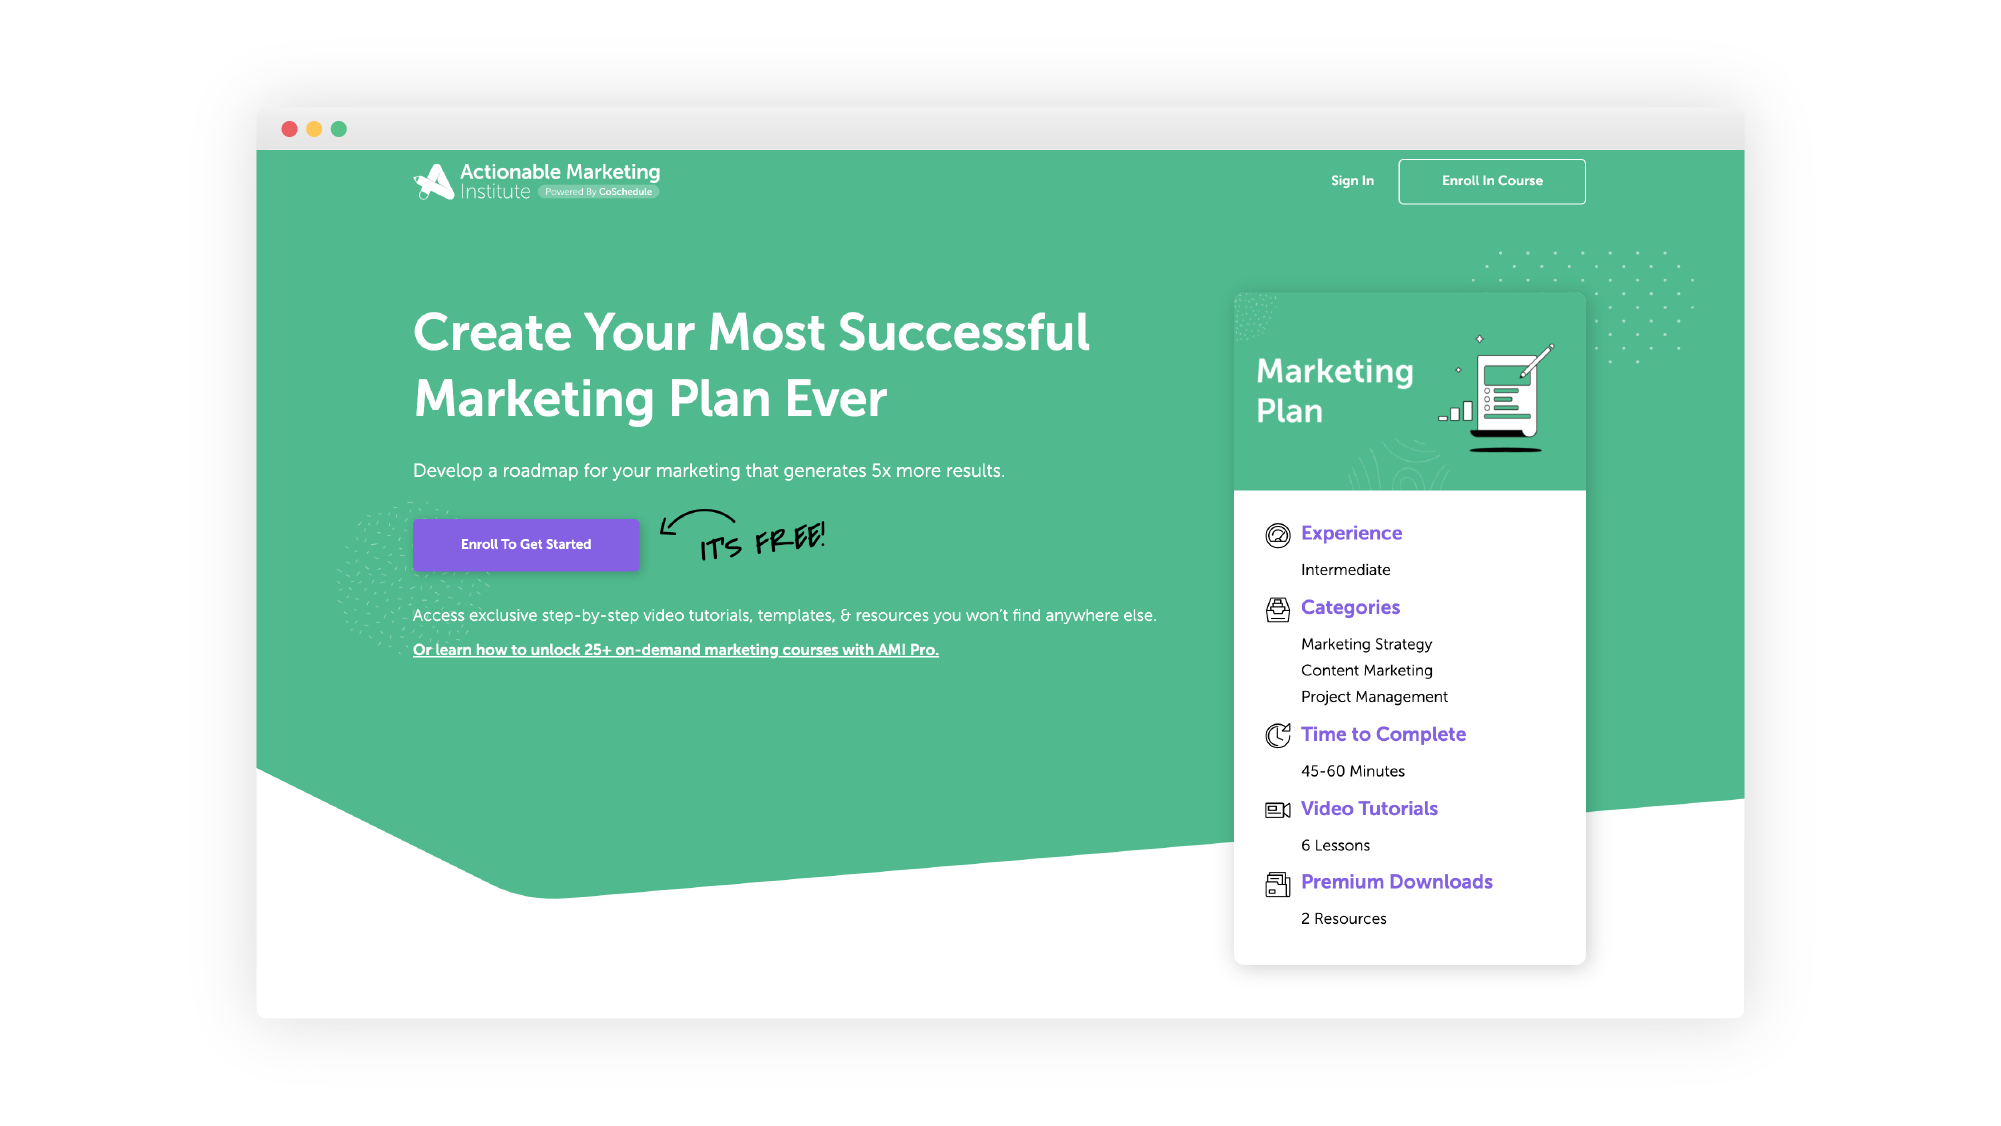 Actionable Marketing
Institute Powered By CoSchedule
Sign In
Enroll In Course
Create Your Most Successful
Marketing Plan Ever
Develop a roadmap for your marketing that generates 5x more results.
Enroll To Get Started
IT'S FREE!
Access exclusive step-by-step video tutorials, templates, & resources you won't find anywhere else.
Or learn how to unlock 25+ on-demand marketing courses with AMI Pro.
Marketing
Plan
Experience
Intermediate
Categories
Marketing Strategy
Content Marketing
Project Management
Time to Complete
45-60 Minutes
Video Tutorials
6 Lessons
Premium Downloads
2 Resources